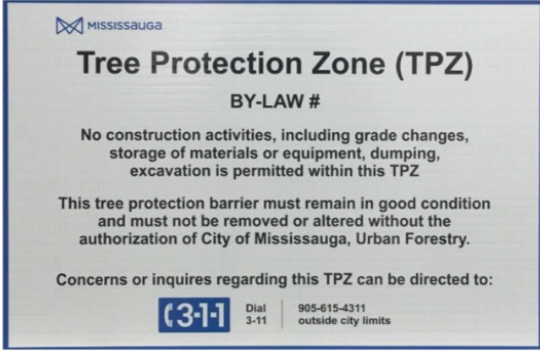 MISSISSAUGA
Tree Protection Zone (TPZ)
BY-LAW #
No construction activities, including grade changes,
storage of materials or equipment, dumping,
excavation is permitted within this TPZ
This tree protection barrier must remain in good condition
and must not be removed or altered without the
authorization of City of Mississauga, Urban Forestry.
Concerns or inquires regarding this TPZ can be directed to:
3-1-1
Dial 905-615-4311
3-11 outside city limits